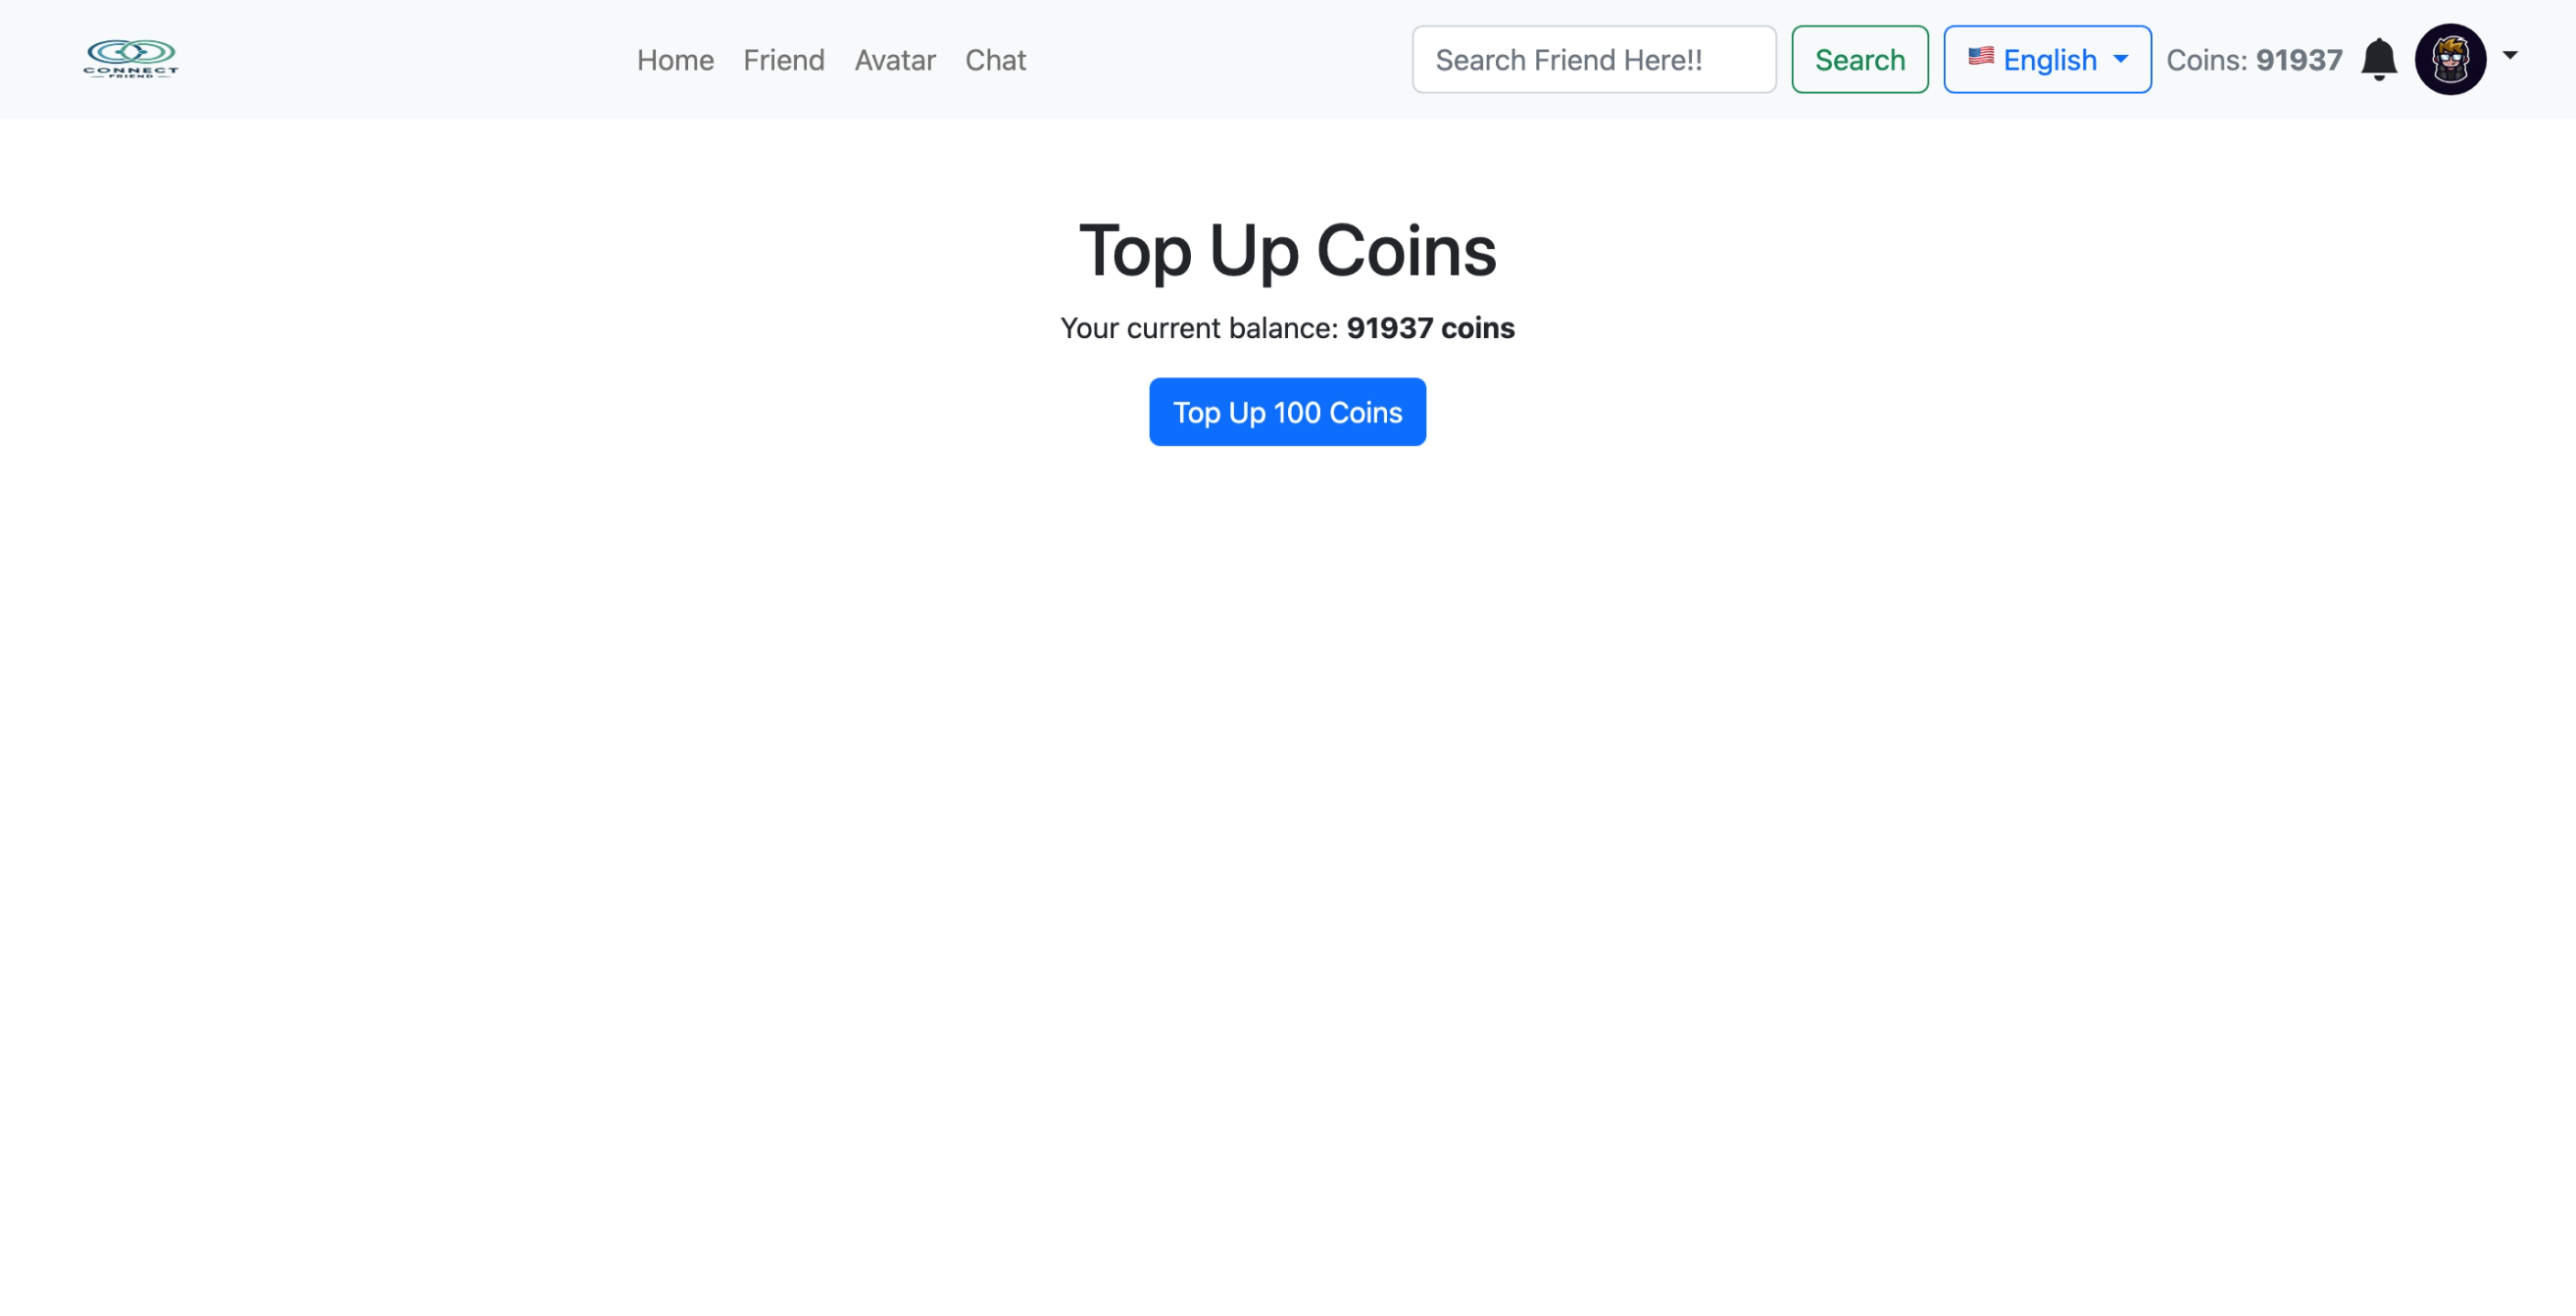 CONNECT
FRIEND
Home Friend Avatar Chat
Search Friend Here!! Search English Coins: 91937
Top Up Coins
Your current balance: 91937 coins
Top Up 100 Coins